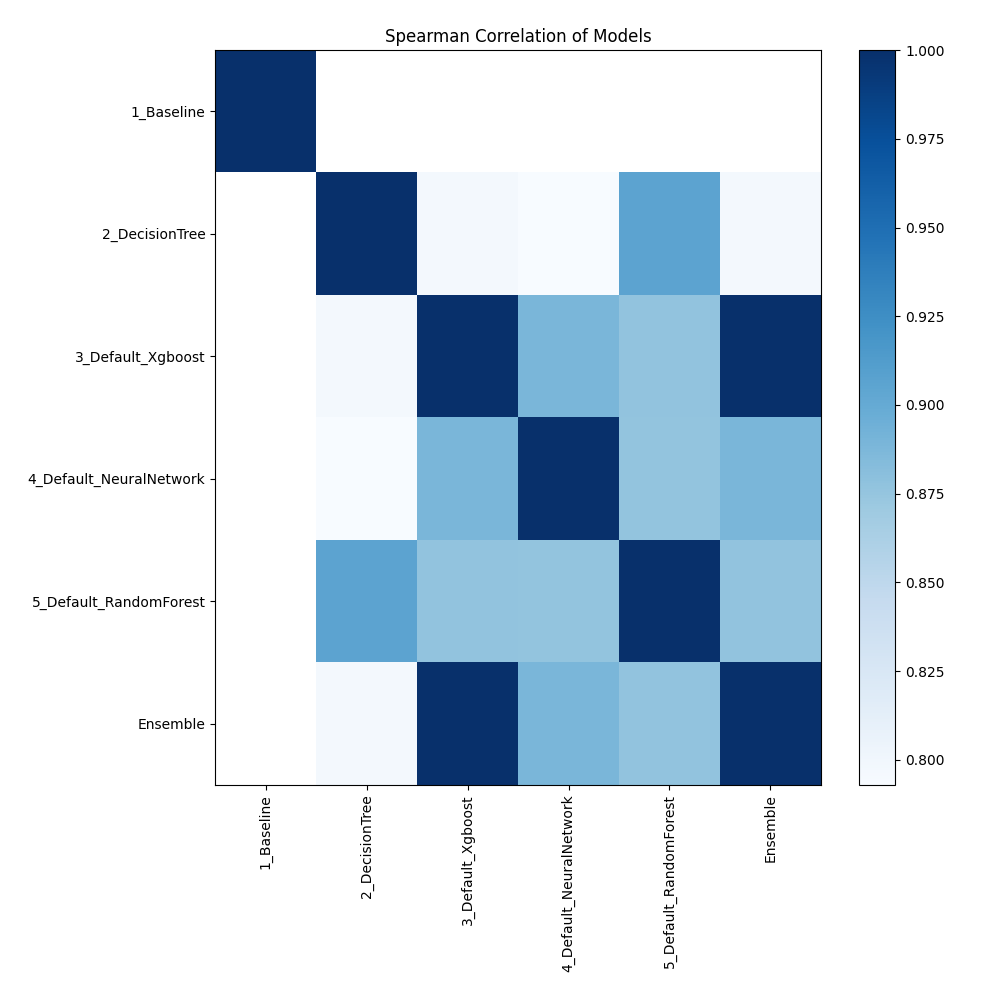 Spearman Correlation of Models
1_Baseline
2_DecisionTree
3_Default_Xgboost
4_Default_NeuralNetwork
5_Default_RandomForest
Ensemble
1_Baseline
2_DecisionTree
3_Default_Xgboost
4_Default_NeuralNetwork
5_Default_RandomForest
Ensemble
1.000
0.975
0.950
0.925
0.900
0.875
0.850
0.825
0.800